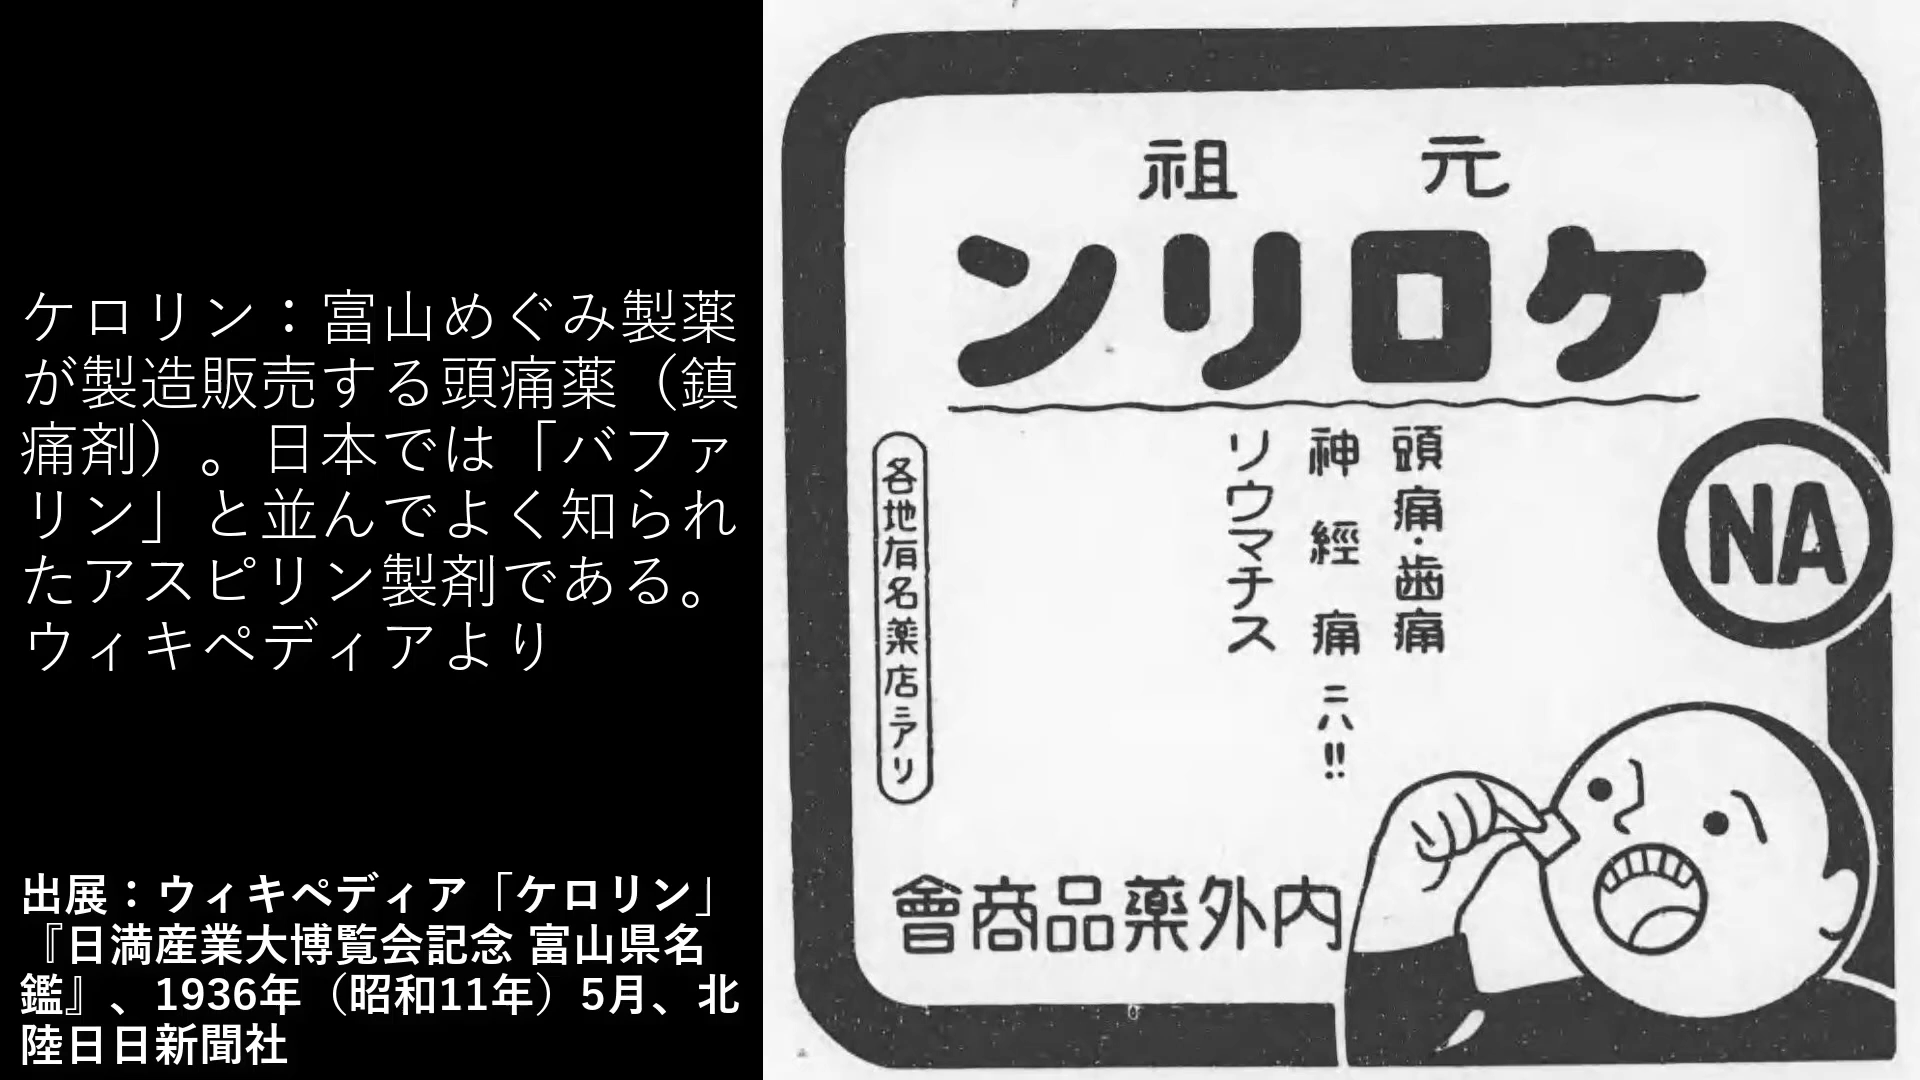 ケロリン：富山めぐみ製薬
が製造販売する頭痛薬（鎮
痛剤）。日本では「バファ
リン」と並んでよく知られ
たアスピリン製剤である。
ウィキペディアより
出展：ウィキペディア「ケロリン」
『日満産業大博覧会記念 富山県名
鑑』、1936年（昭和11年）5月、北
陸日日新聞社
元祖
ケロリン
頭痛・歯痛
神經痛ニハ!!
リウマチス
各地有名薬店ニアリ
NA
内外薬品商會